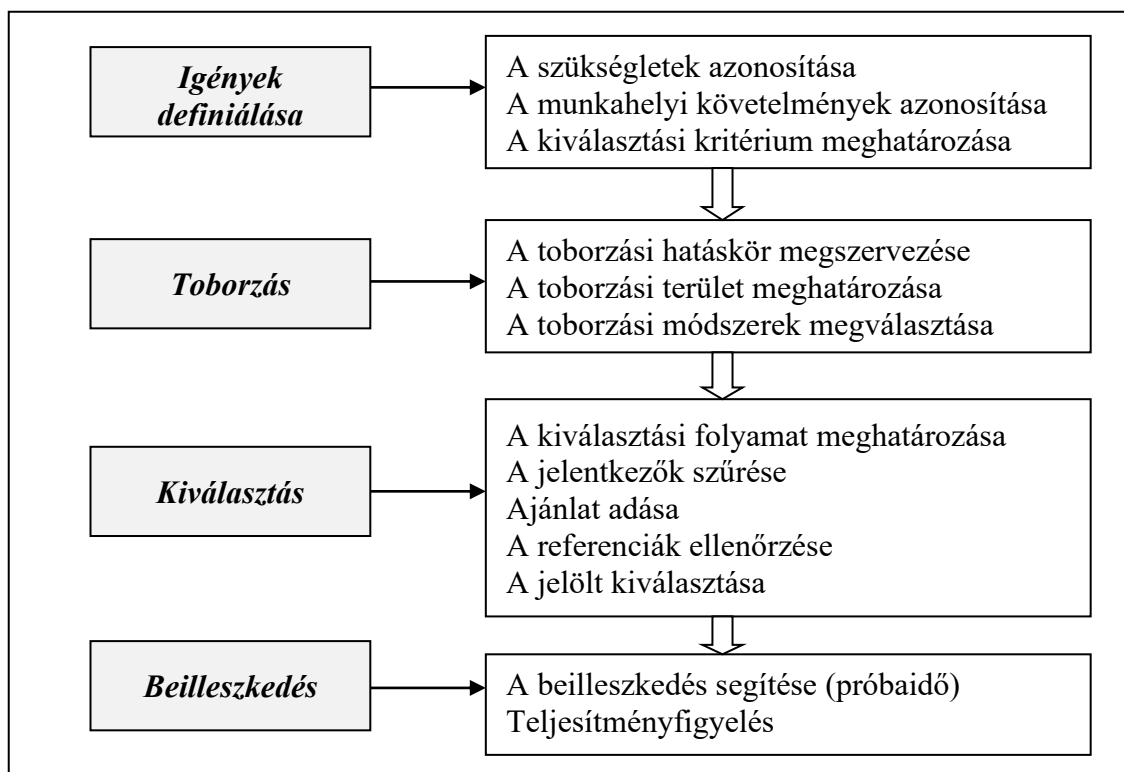 Igények
definiálása
A szükségletek azonosítása
A munkahelyi követelmények azonosítása
A kiválasztási kritérium meghatározása
Toborzás
A toborzási hatáskör megszervezése
A toborzási terület meghatározása
A toborzási módszerek megválasztása
Kiválasztás
A kiválasztási folyamat meghatározása
A jelentkezők szűrése
Ajánlat adása
A referenciák ellenőrzése
A jelölt kiválasztása
Beilleszkedés
A beilleszkedés segítése (próbaidő)
Teljesítményfigyelés